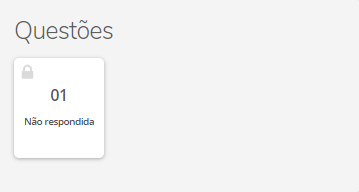 Questões
01
Não respondida